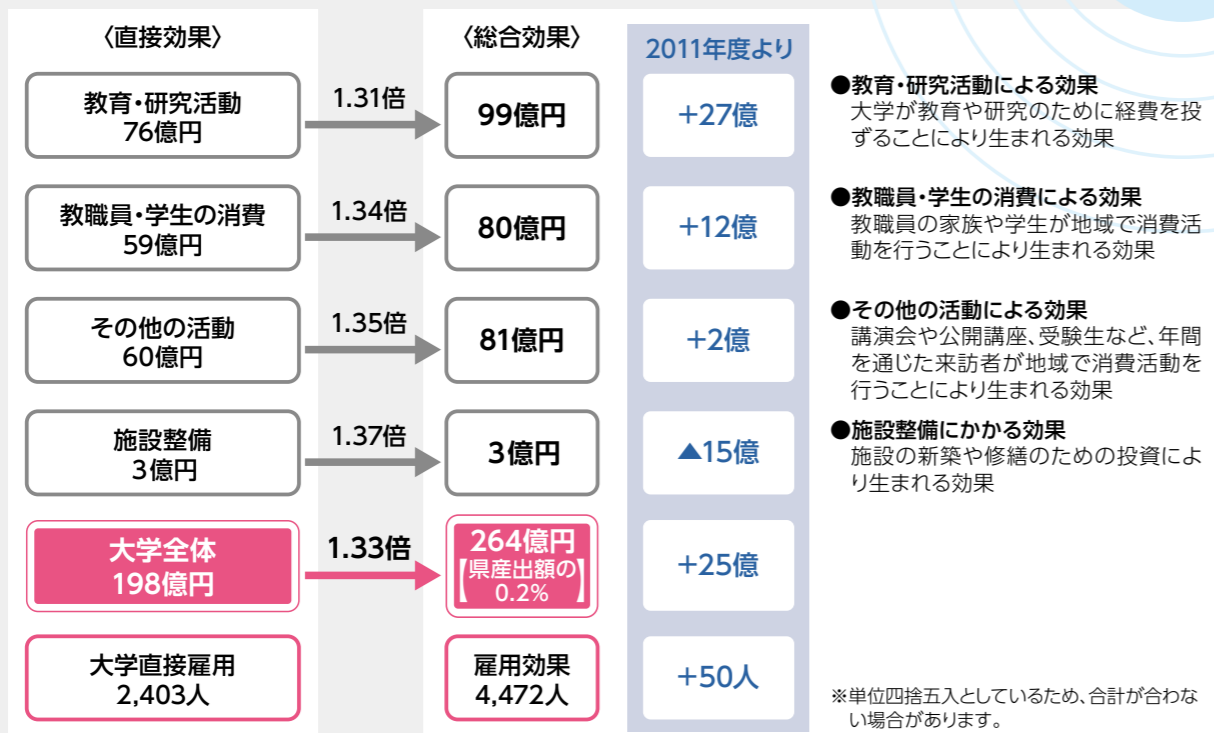 〈直接効果〉
〈総合効果〉
2011年度より
教育・研究活動
76億円
1.31倍
99億円
+27億
●教育・研究活動による効果
大学が教育や研究のために経費を投
ずることにより生まれる効果
教職員・学生の消費
59億円
1.34倍
80億円
+12億
●教職員・学生の消費による効果
教職員の家族や学生が地域で消費活
動を行うことにより生まれる効果
その他の活動
60億円
1.35倍
81億円
+2億
●その他の活動による効果
講演会や公開講座、受験生など、年間
を通じた来訪者が地域で消費活動を
行うことにより生まれる効果
施設整備
3億円
1.37倍
3億円
▲15億
●施設整備にかかる効果
施設の新築や修繕のための投資によ
り生まれる効果
大学全体
198億円
1.33倍
264億円
【県産出額の
0.2%】
+25億
大学直接雇用
2,403人
雇用効果
4,472人
+50人
※単位四捨五入としているため、合計が合わな
い場合があります。